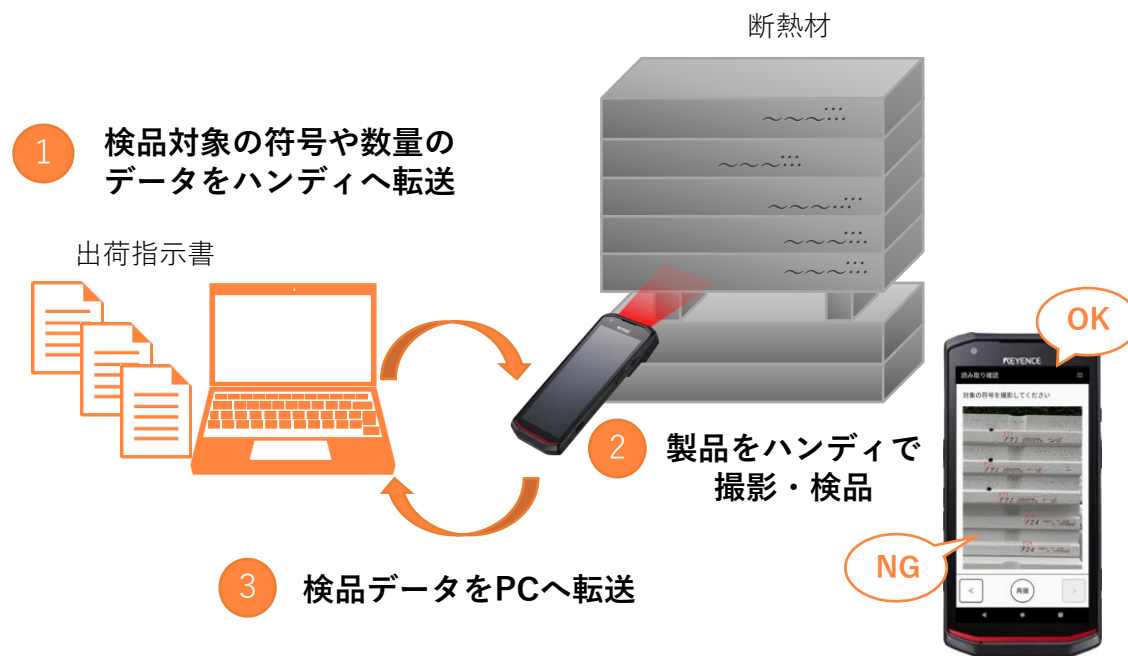 断熱材
1
検品対象の符号や数量の
データをハンディへ転送
出荷指示書
KEYENCE
OK
KEYENCE
読み取り確認
対象の符号を撮影してください
2
製品をハンディで
撮影・検品
NG
再撮
3
検品データをPCへ転送